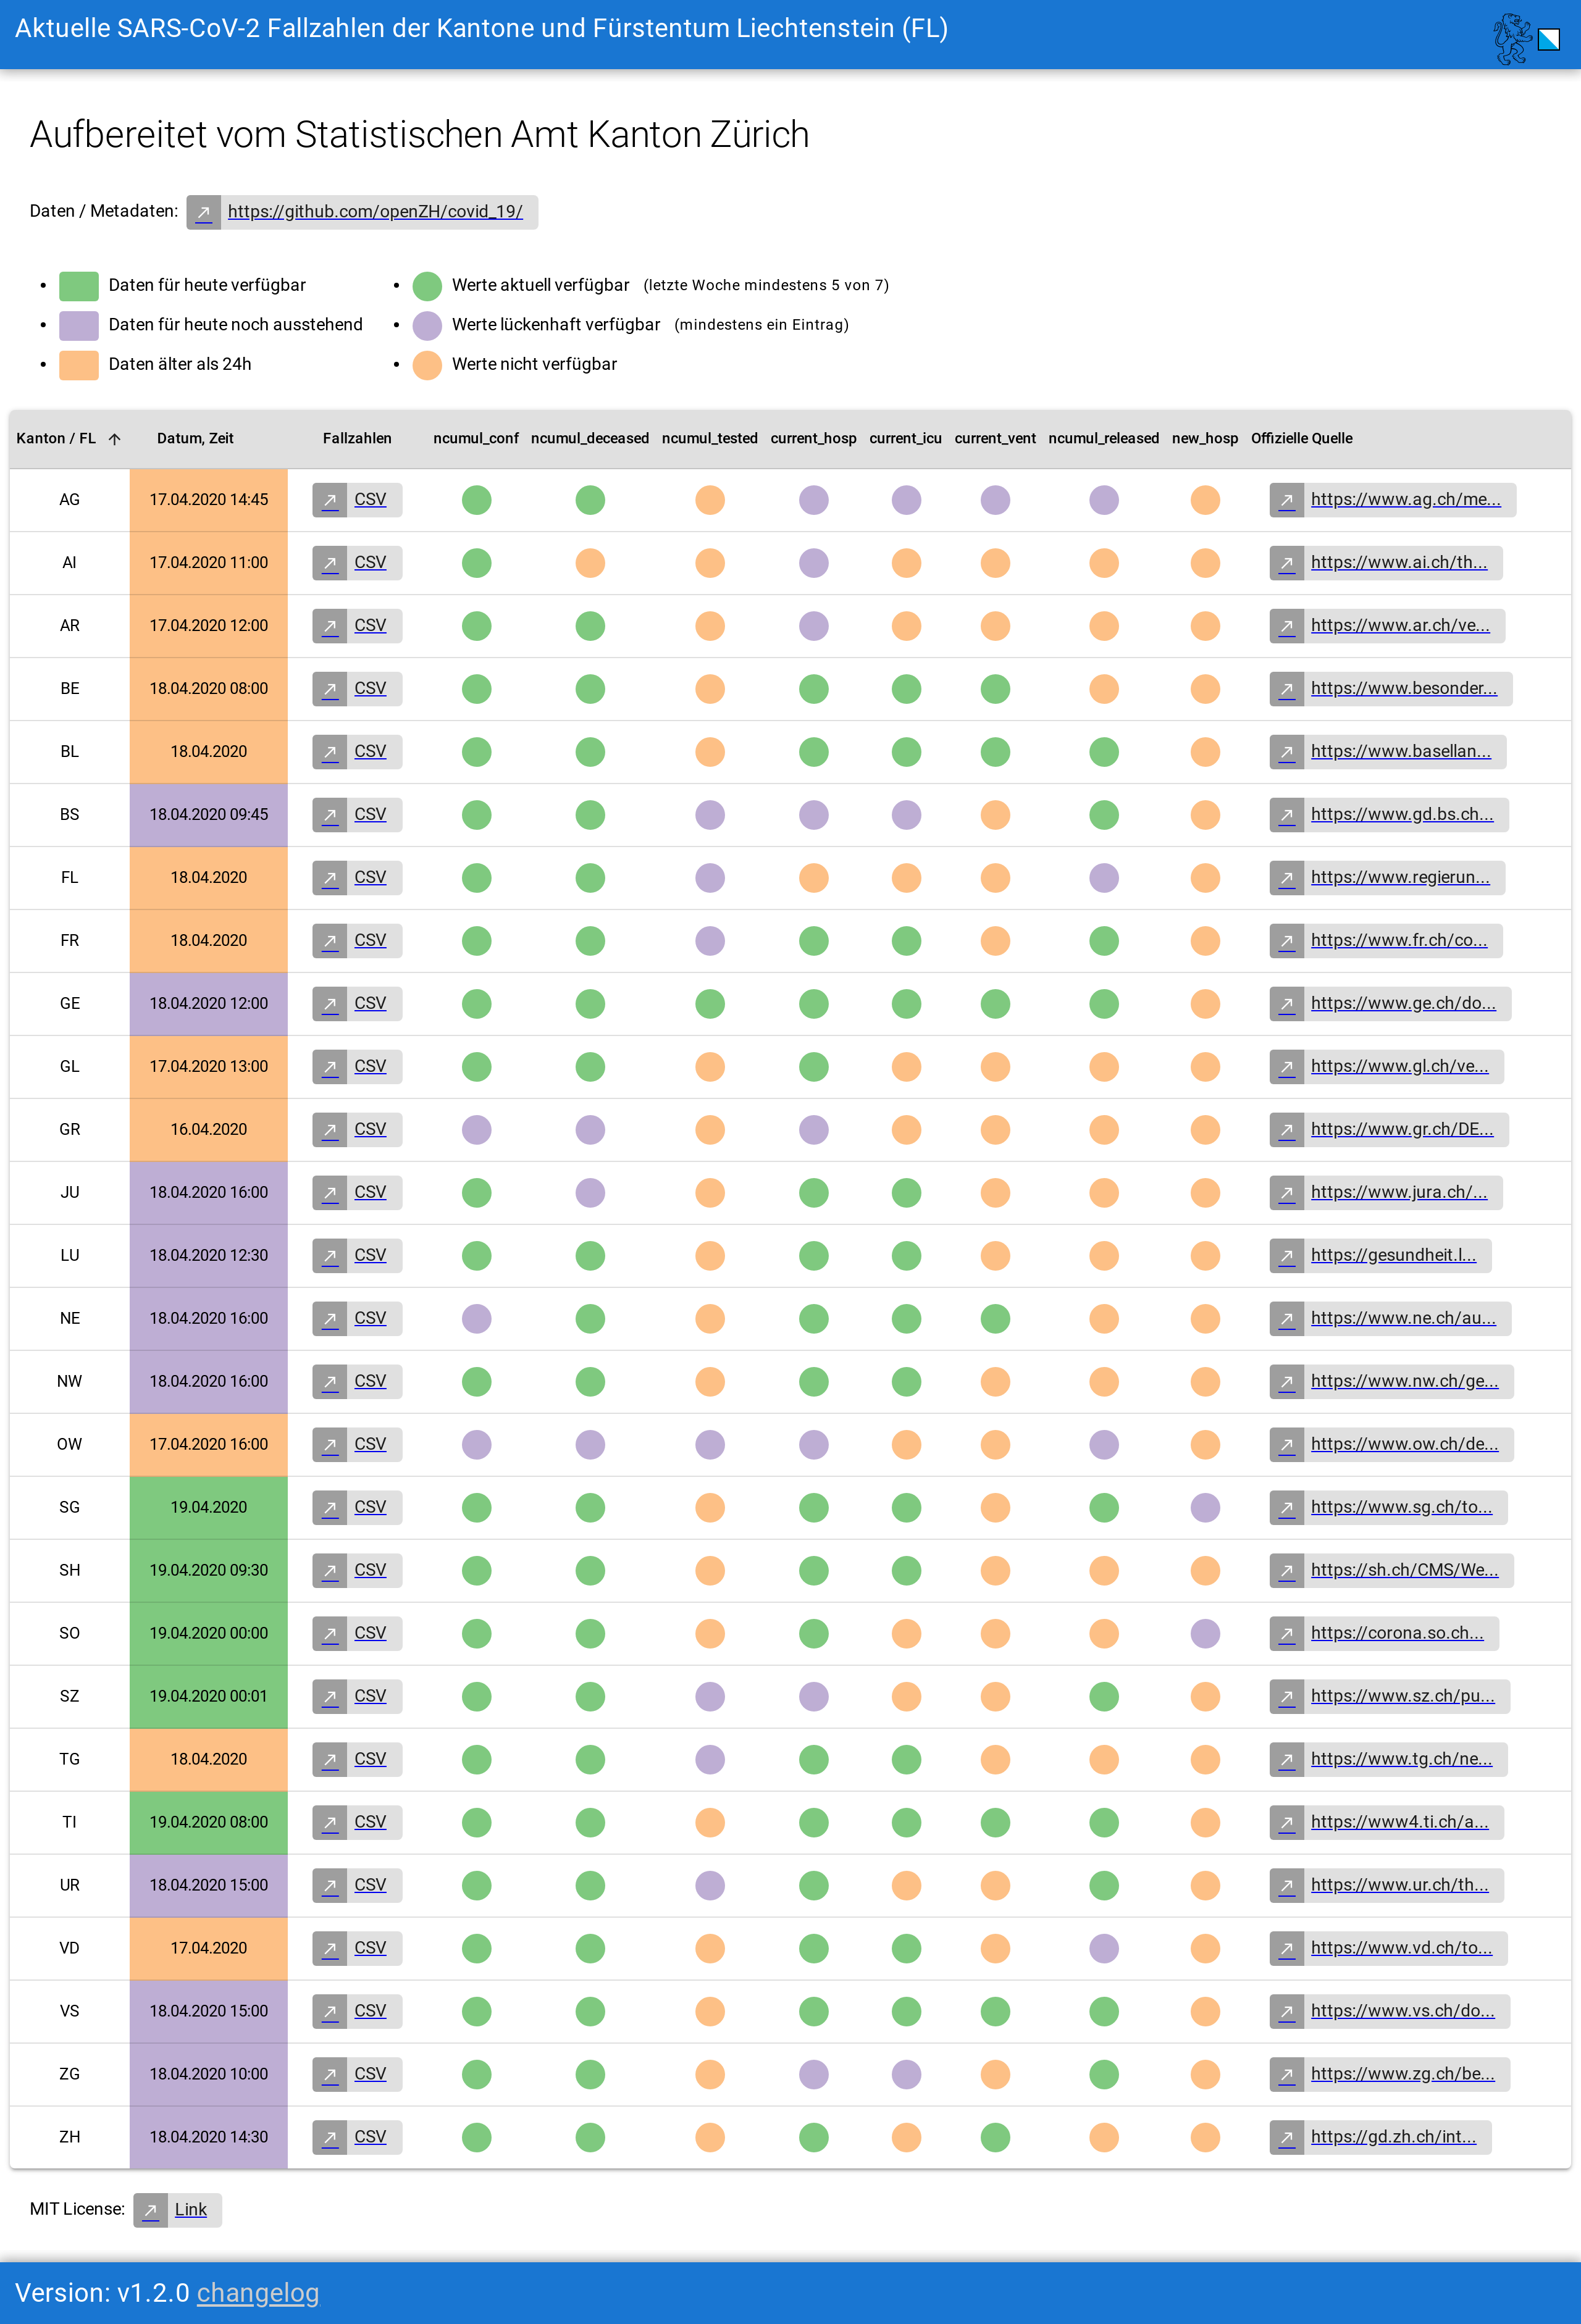 Aktuelle SARS-CoV-2 Fallzahlen der Kantone und Fürstentum Liechtenstein (FL)
Aufbereitet vom Statistischen Amt Kanton Zürich
Daten / Metadaten: https://github.com/openZH/covid_19/
Daten für heute verfügbar
Daten für heute noch ausstehend
Daten älter als 24h
Werte aktuell verfügbar (letzte Woche mindestens 5 von 7)
Werte lückenhaft verfügbar (mindestens ein Eintrag)
Werte nicht verfügbar
Kanton / FL Datum, Zeit Fallzahlen ncumul_conf ncumul_deceased ncumul_tested current_hosp current_icu current_vent ncumul_released new_hosp Offizielle Quelle
AG 17.04.2020 14:45 CSV https://www.ag.ch/me...
AI 17.04.2020 11:00 CSV https://www.ai.ch/th...
AR 17.04.2020 12:00 CSV https://www.ar.ch/ve...
BE 18.04.2020 08:00 CSV https://www.besonder...
BL 18.04.2020 CSV https://www.basellan...
BS 18.04.2020 09:45 CSV https://www.gd.bs.ch...
FL 18.04.2020 CSV https://www.regierun...
FR 18.04.2020 CSV https://www.fr.ch/co...
GE 18.04.2020 12:00 CSV https://www.ge.ch/do...
GL 17.04.2020 13:00 CSV https://www.gl.ch/ve...
GR 16.04.2020 CSV https://www.gr.ch/DE...
JU 18.04.2020 16:00 CSV https://www.jura.ch/...
LU 18.04.2020 12:30 CSV https://gesundheit.l...
NE 18.04.2020 16:00 CSV https://www.ne.ch/au...
NW 18.04.2020 16:00 CSV https://www.nw.ch/ge...
OW 17.04.2020 16:00 CSV https://www.ow.ch/de...
SG 19.04.2020 CSV https://www.sg.ch/to...
SH 19.04.2020 09:30 CSV https://sh.ch/CMS/We...
SO 19.04.2020 00:00 CSV https://corona.so.ch...
SZ 19.04.2020 00:01 CSV https://www.sz.ch/pu...
TG 18.04.2020 CSV https://www.tg.ch/ne...
TI 19.04.2020 08:00 CSV https://www4.ti.ch/a...
UR 18.04.2020 15:00 CSV https://www.ur.ch/th...
VD 17.04.2020 CSV https://www.vd.ch/to...
VS 18.04.2020 15:00 CSV https://www.vs.ch/do...
ZG 18.04.2020 10:00 CSV https://www.zg.ch/be...
ZH 18.04.2020 14:30 CSV https://gd.zh.ch/int...
MIT License: Link
Version: v1.2.0 changelog